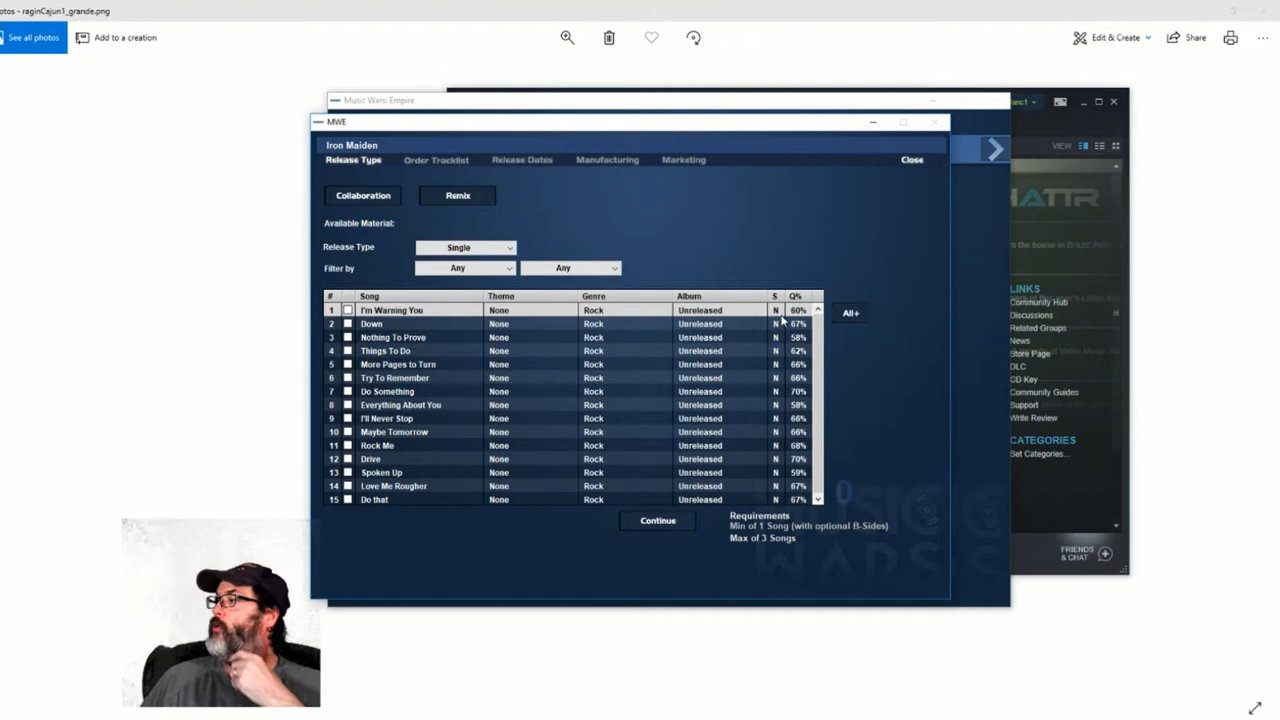 otos - raginCajun1_grande.png
See all photos
Add to a creation
Edit & Create
Share
Music Wars: Empire
MWE
Iron Maiden
Release Type Order Tracklist Release Dates Manufacturing Marketing Close
Collaboration Remix
Available Material:
Release Type Single
Filter by Any Any
# Song Theme Genre Album S Q%
1 I'm Warning You None Rock Unreleased N 60%
2 Down None Rock Unreleased N 67%
3 Nothing To Prove None Rock Unreleased N 58%
4 Things To Do None Rock Unreleased N 62%
5 More Pages to Turn None Rock Unreleased N 66%
6 Try To Remember None Rock Unreleased N 66%
7 Do Something None Rock Unreleased N 70%
8 Everything About You None Rock Unreleased N 58%
9 I'll Never Stop None Rock Unreleased N 66%
10 Maybe Tomorrow None Rock Unreleased N 66%
11 Rock Me None Rock Unreleased N 68%
12 Drive None Rock Unreleased N 70%
13 Spoken Up None Rock Unreleased N 59%
14 Love Me Rougher None Rock Unreleased N 67%
15 Do that None Rock Unreleased N 67%
All+
Continue
Requirements
Min of 1 Song (with optional B-Sides)
Max of 3 Songs
VIEW
HATTR
LINKS
Community Hub
Discussions
Related Groups
News
Store Page
DLC
CD Key
Community Guides
Support
Write Review
CATEGORIES
Set Categories...
FRIENDS
& CHAT